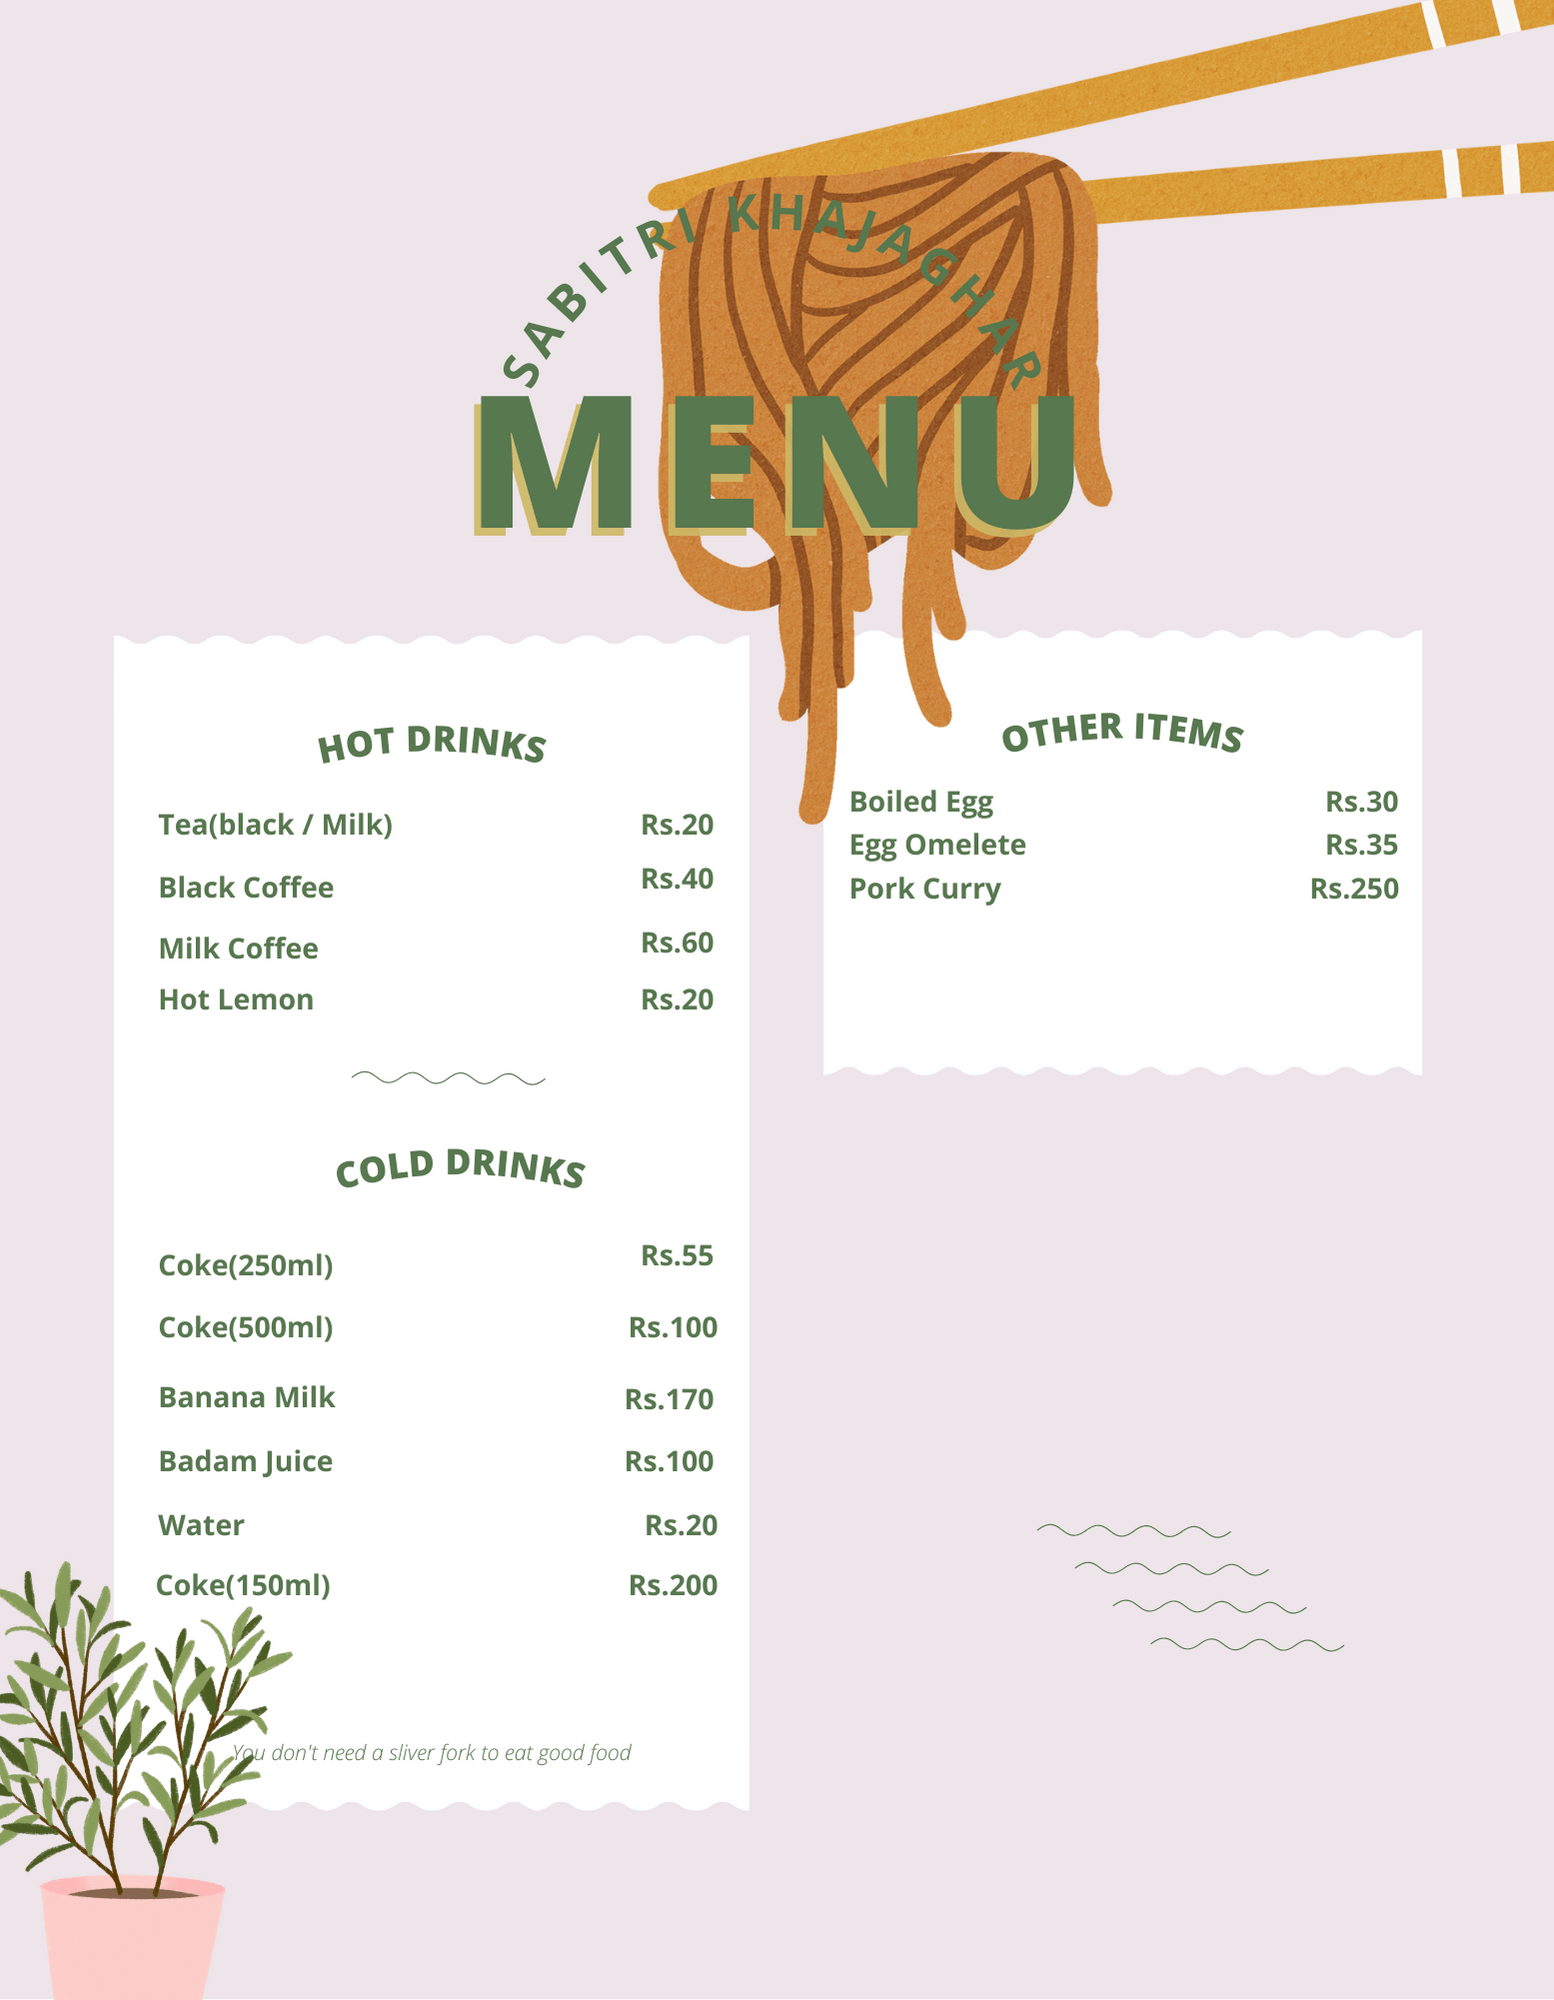 SABITRI KHAJAGHAR
MENU
HOT DRINKS
Tea(black / Milk) Rs.20
Black Coffee Rs.40
Milk Coffee Rs.60
Hot Lemon Rs.20
COLD DRINKS
Coke(250ml) Rs.55
Coke(500ml) Rs.100
Banana Milk Rs.170
Badam Juice Rs.100
Water Rs.20
Coke(150ml) Rs.200
You don't need a sliver fork to eat good food
OTHER ITEMS
Boiled Egg Rs.30
Egg Omelete Rs.35
Pork Curry Rs.250